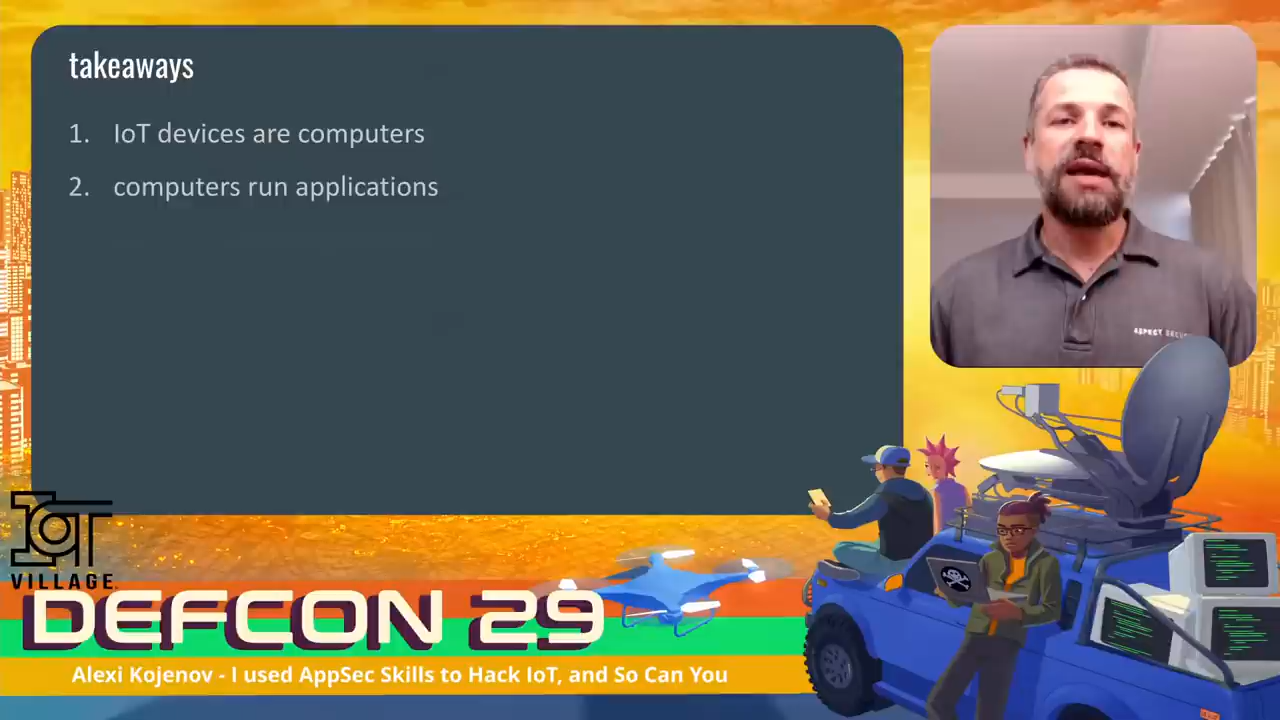 takeaways
1. IoT devices are computers
2. computers run applications
ASPECT
IoT
VILLAGE
DEFCON 29
Alexi Kojenov - I used AppSec Skills to Hack IoT, and So Can You